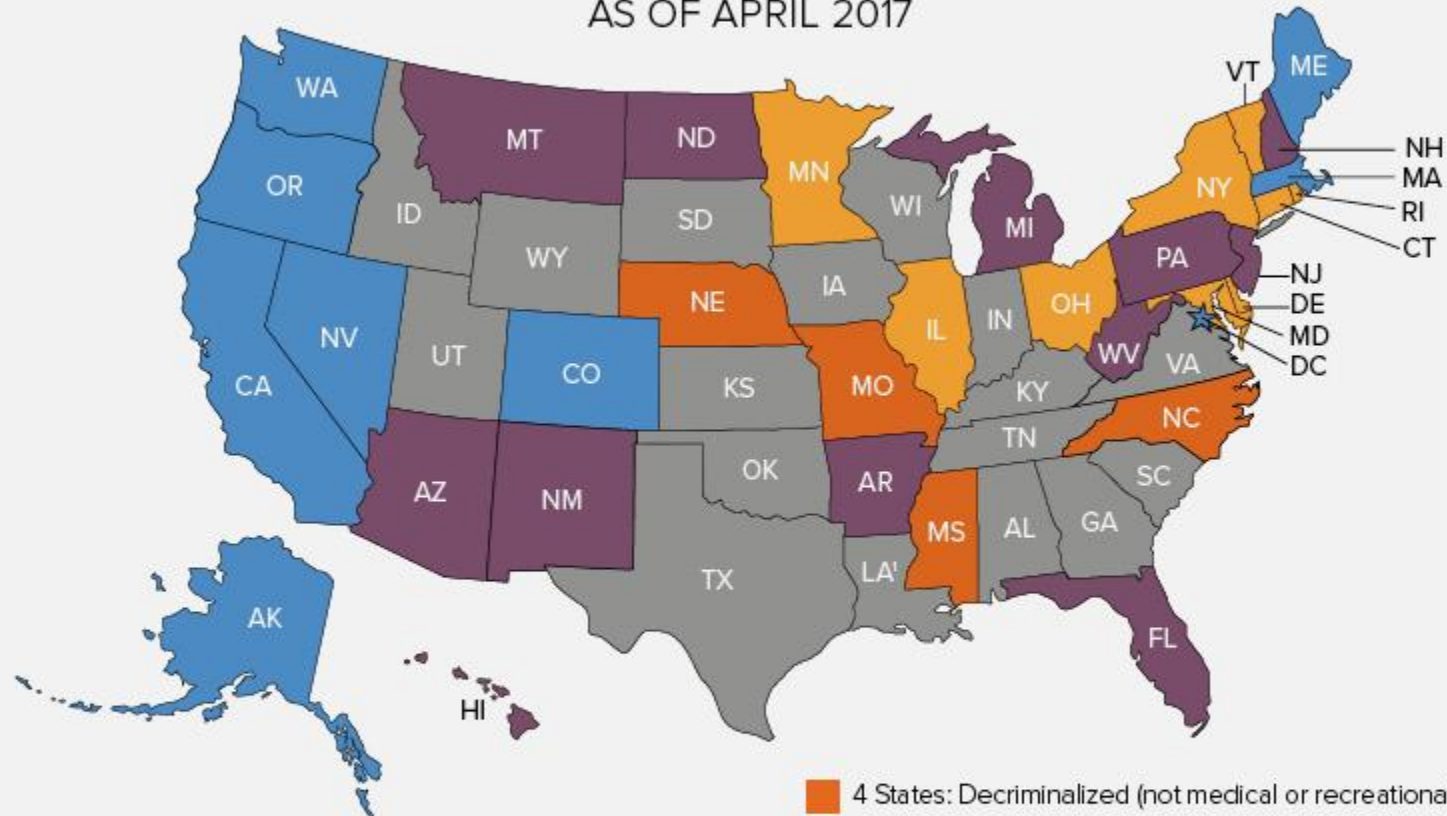 AS OF APRIL 2017
WA
MT
ND
MN
VT
ME
OR
ID
SD
WI
MI
NY
NH
MA
RI
CT
WY
IA
PA
NJ
NE
IL
IN
OH
DE
MD
DC
NV
UT
CO
KS
MO
KY
WV
VA
CA
TN
NC
AZ
NM
OK
AR
SC
MS
AL
GA
TX
LA¹
AK
FL
HI
4 States: Decriminalized (not medical or recreationa